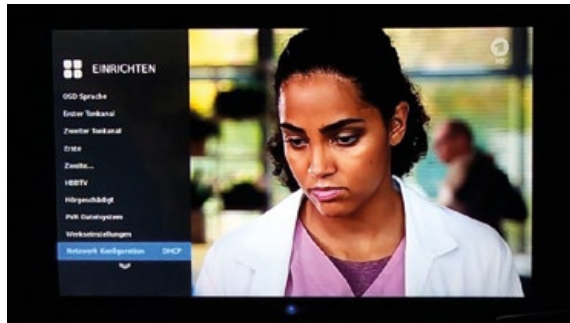 EINRICHTEN
OSD Sprache
Erster Tonkanal
Zweiter Tonkanal
Erste
Zweite...
HBBTV
Hörgeschädigt
PVR Dateisystem
Werkseinstellungen
Netzwerk Konfiguration DHCP